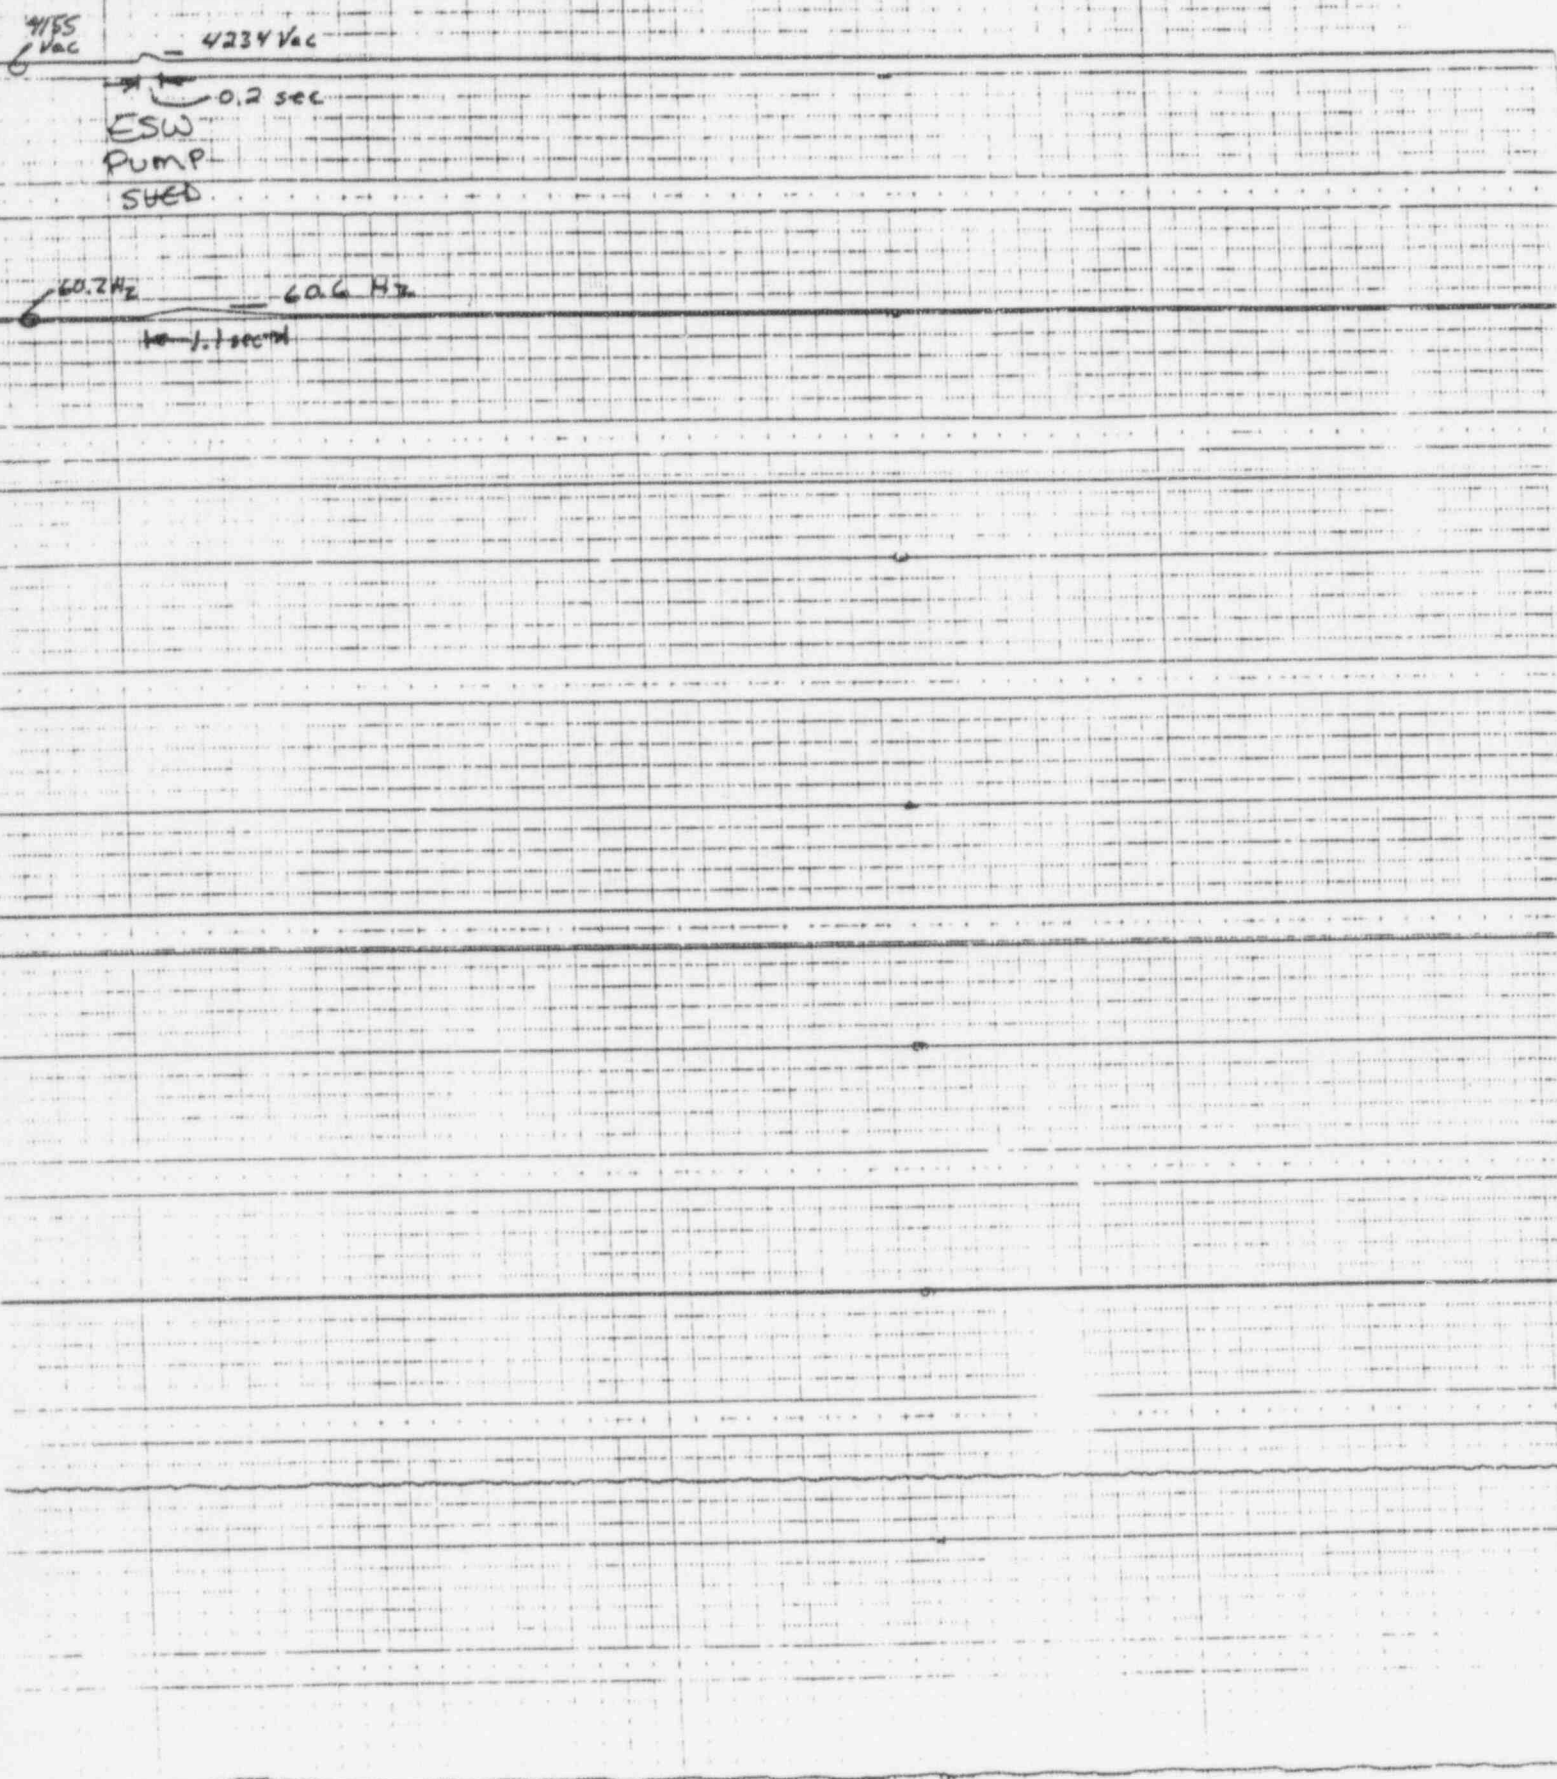 4155
Vac
4234 Vac
0.2 sec
ESW
PUMP
SHED
60.2 Hz
60.6 Hz
1.1 sec